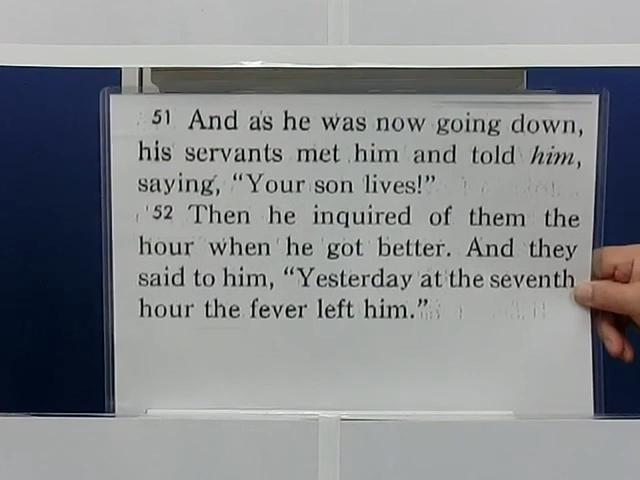 51 And as he was now going down,
his servants met him and told him,
saying, “Your son lives!”
52 Then he inquired of them the
hour when he got better. And they
said to him, “Yesterday at the seventh
hour the fever left him.”